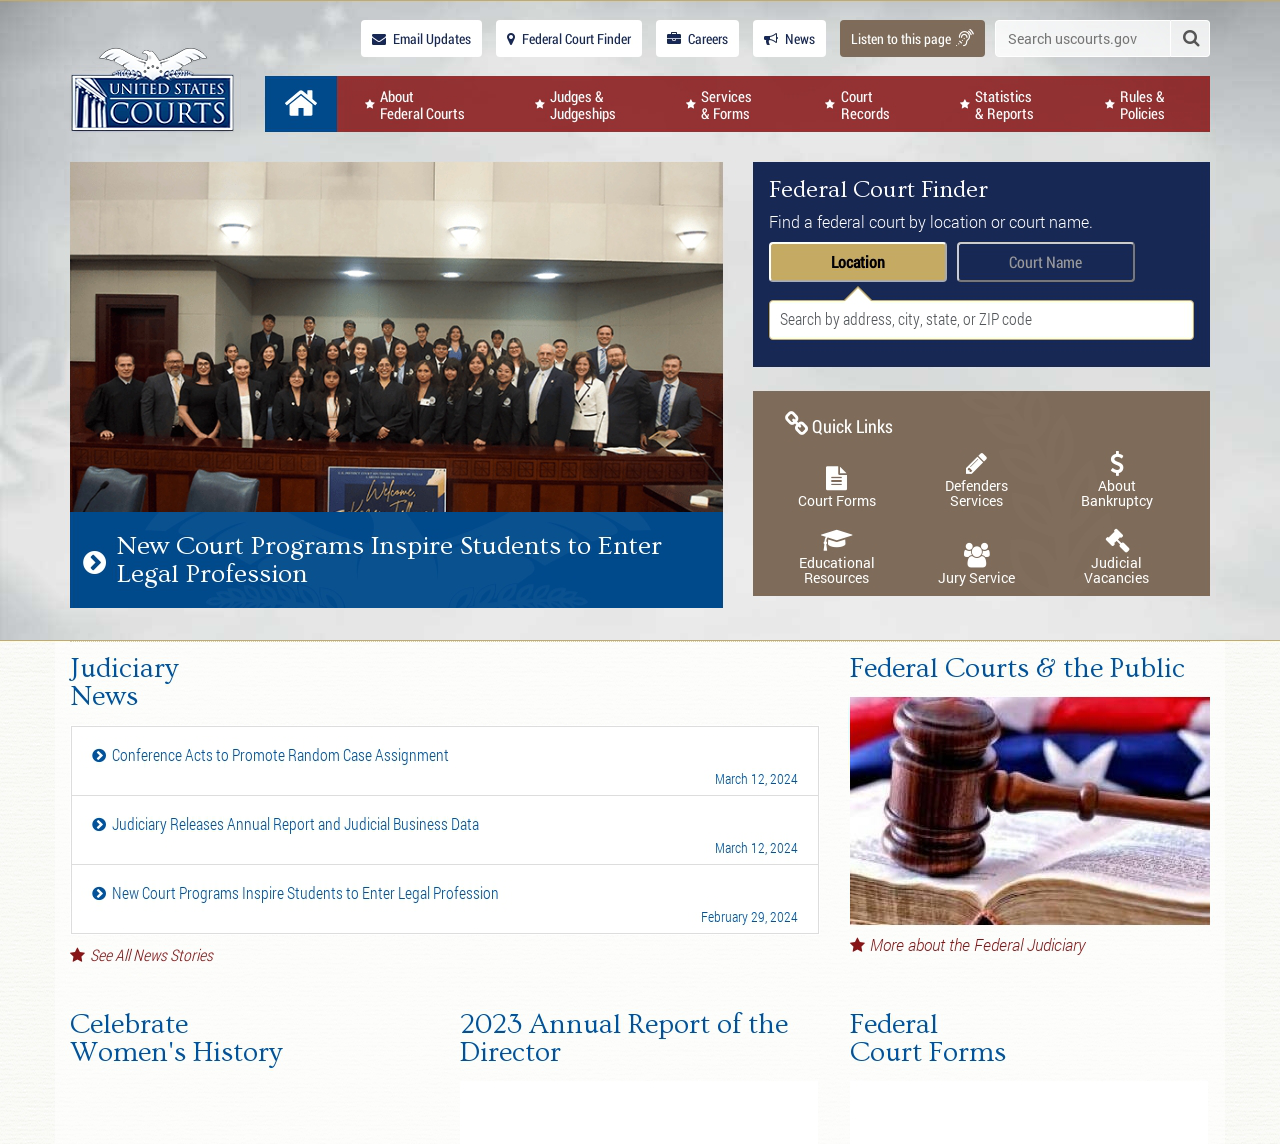 Email Updates
Federal Court Finder
Careers
News
Listen to this page
Search uscourts.gov
UNITED STATES
COURTS
About
Federal Courts
Judges &
Judgeships
Services
& Forms
Court
Records
Statistics
& Reports
Rules &
Policies
Welcome,
New Court Programs Inspire Students to Enter
Legal Profession
Federal Court Finder
Find a federal court by location or court name.
Location
Court Name
Search by address, city, state, or ZIP code
Quick Links
Court Forms
Defenders
Services
About
Bankruptcy
Educational
Resources
Jury Service
Judicial
Vacancies
Judiciary
News
Conference Acts to Promote Random Case Assignment
March 12, 2024
Judiciary Releases Annual Report and Judicial Business Data
March 12, 2024
New Court Programs Inspire Students to Enter Legal Profession
February 29, 2024
See All News Stories
Federal Courts & the Public
More about the Federal Judiciary
Celebrate
Women's History
2023 Annual Report of the
Director
Federal
Court Forms